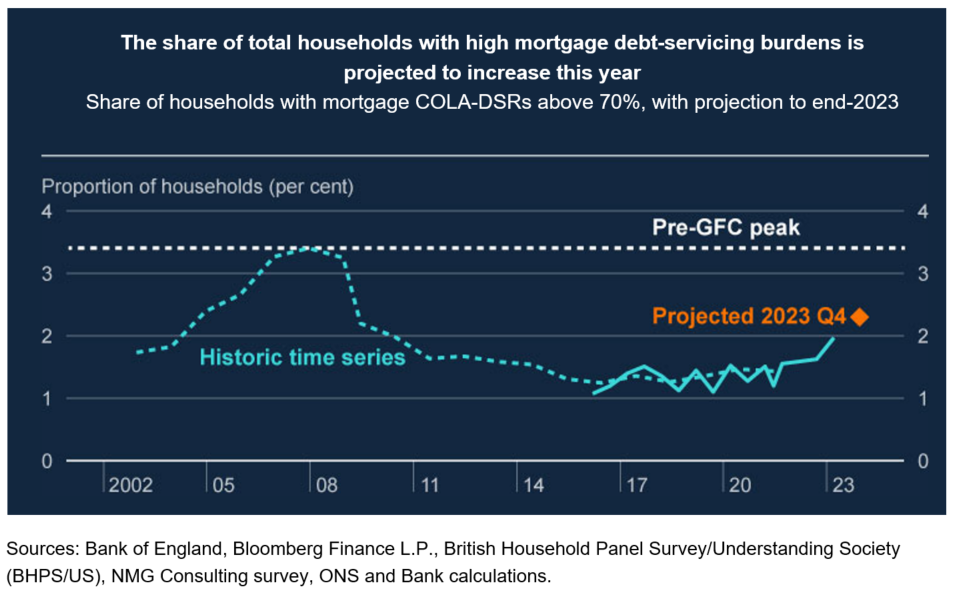 The share of total households with high mortgage debt-servicing burdens is
projected to increase this year
Share of households with mortgage COLA-DSRs above 70%, with projection to end-2023
Proportion of households (per cent)
4 4
Pre-GFC peak
3 3
Projected 2023 Q4
2 2
Historic time series
1 1
0 0
2002 05 08 11 14 17 20 23
Sources: Bank of England, Bloomberg Finance L.P., British Household Panel Survey/Understanding Society
(BHPS/US), NMG Consulting survey, ONS and Bank calculations.